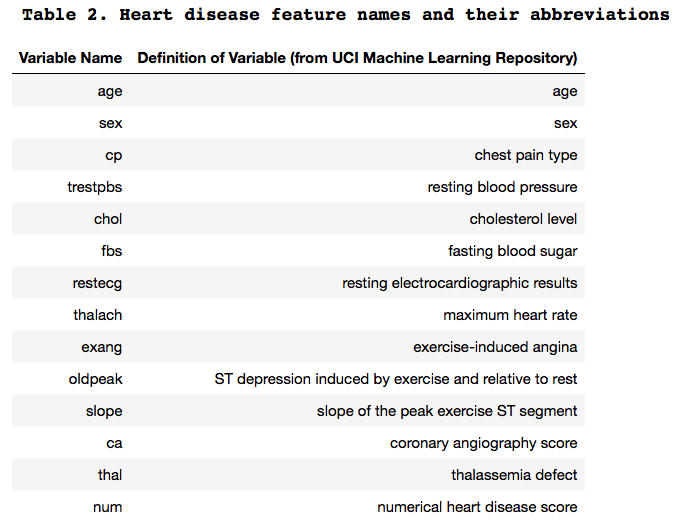 Table 2. Heart disease feature names and their abbreviations
Variable Name Definition of Variable (from UCI Machine Learning Repository)
age age
sex sex
cp chest pain type
trestpbs resting blood pressure
chol cholesterol level
fbs fasting blood sugar
restecg resting electrocardiographic results
thalach maximum heart rate
exang exercise-induced angina
oldpeak ST depression induced by exercise and relative to rest
slope slope of the peak exercise ST segment
ca coronary angiography score
thal thalassemia defect
num numerical heart disease score